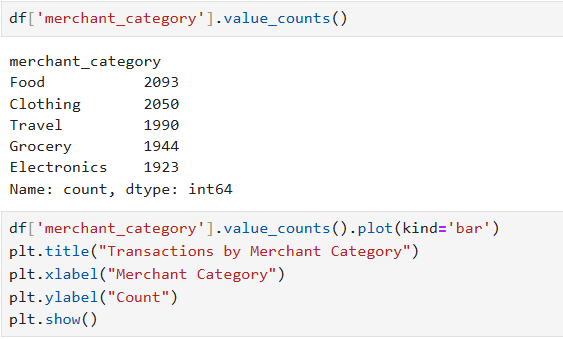 df['merchant_category'].value_counts()
merchant_category
Food           2093
Clothing       2050
Travel         1990
Grocery        1944
Electronics    1923
Name: count, dtype: int64
df['merchant_category'].value_counts().plot(kind='bar')
plt.title("Transactions by Merchant Category")
plt.xlabel("Merchant Category")
plt.ylabel("Count")
plt.show()